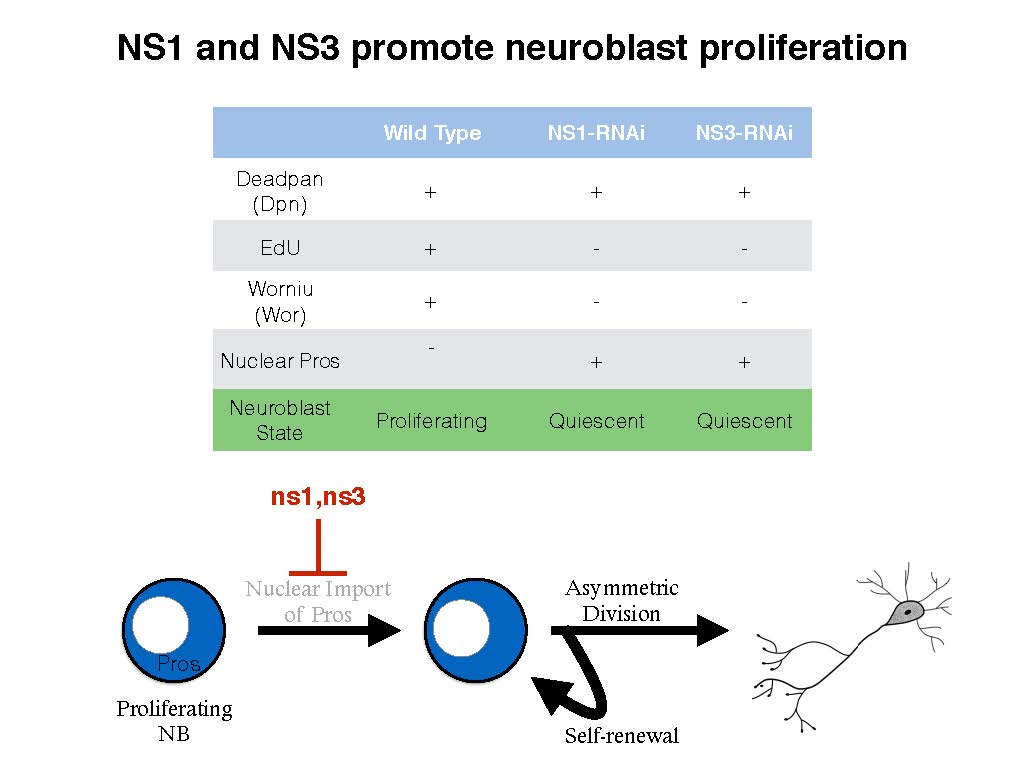 NS1 and NS3 promote neuroblast proliferation
Wild Type NS1-RNAi NS3-RNAi
Deadpan
(Dpn) + + +
EdU + - -
Worniu
(Wor) + - -
Nuclear Pros - + +
Neuroblast
State Proliferating Quiescent Quiescent
ns1,ns3
Nuclear Import
of Pros
Asymmetric
Division
Pros
Proliferating
NB
Self-renewal